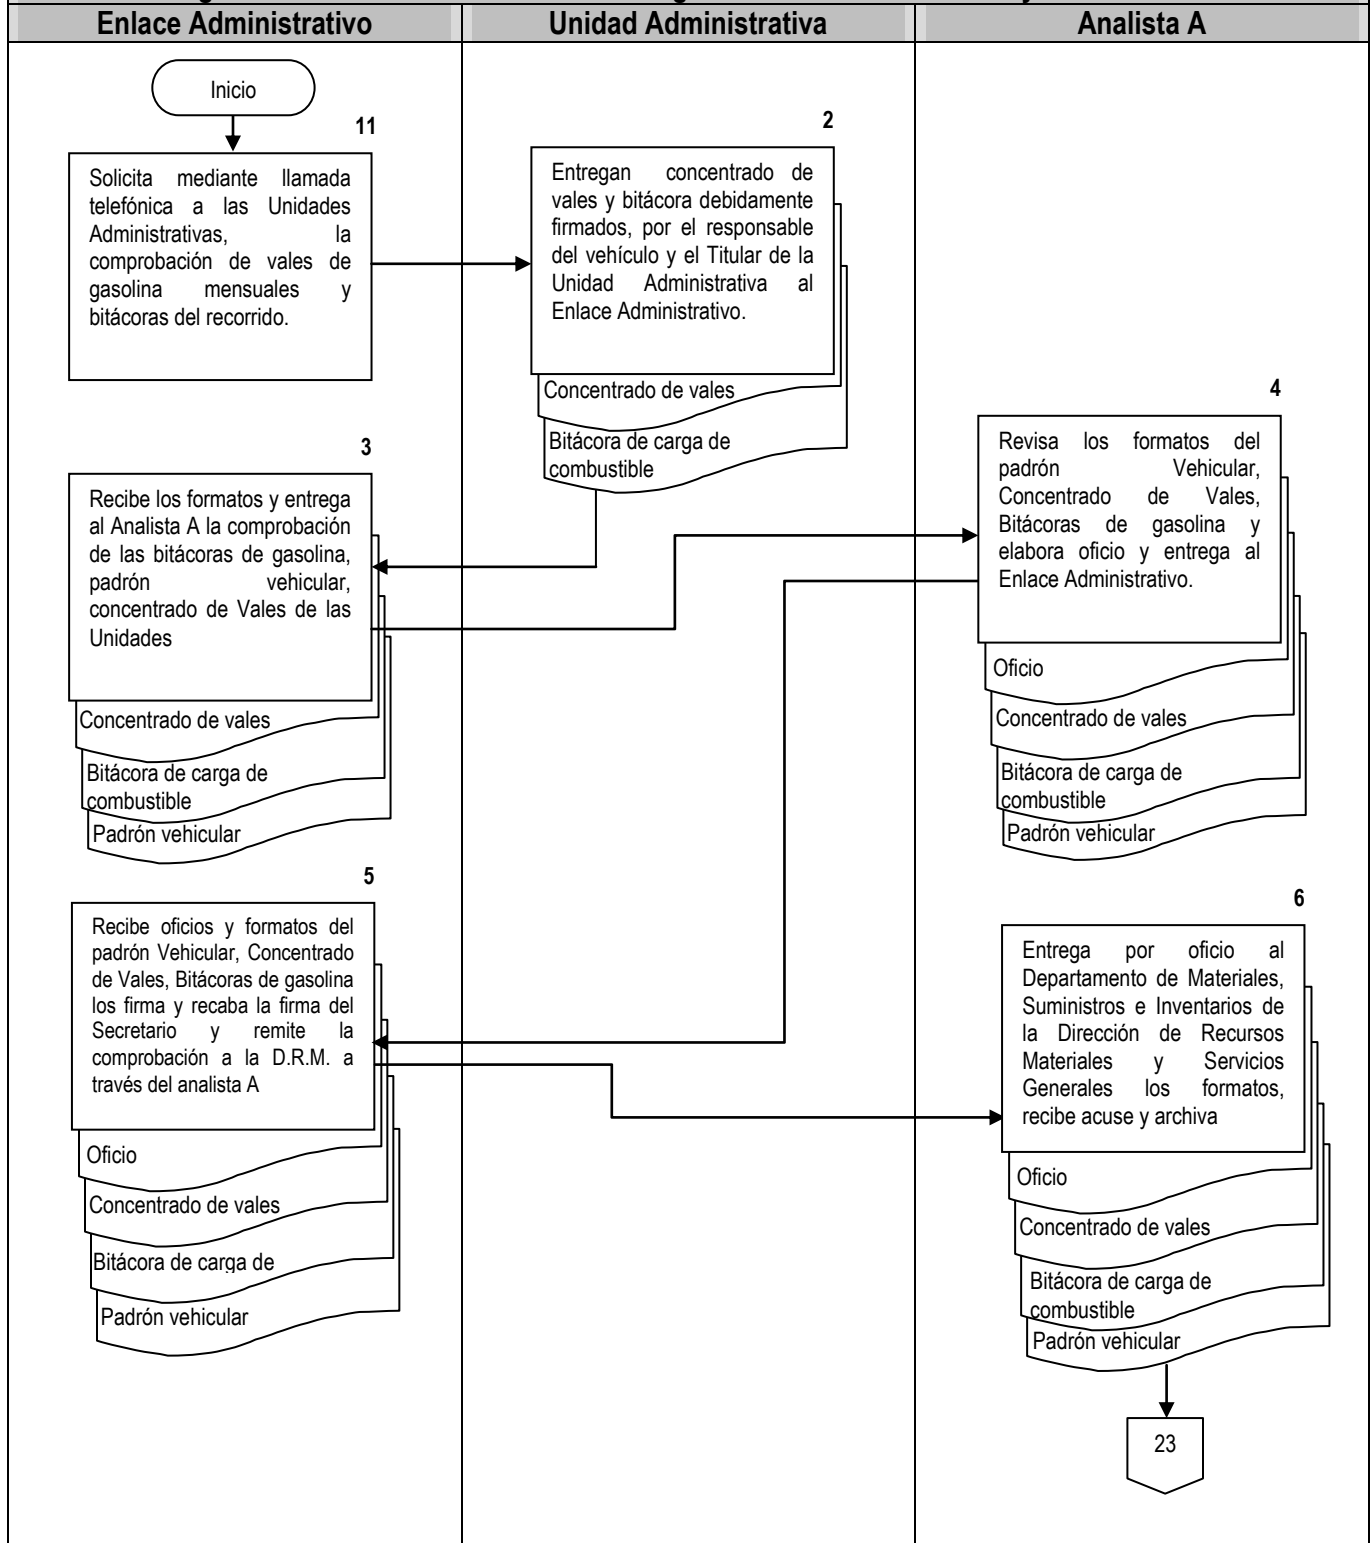 Enlace Administrativo
Unidad Administrativa
Analista A
Inicio
11
Solicita mediante llamada
telefónica a las Unidades
Administrativas, la
comprobación de vales de
gasolina mensuales y
bitácoras del recorrido.
2
Entregan concentrado de
vales y bitácora debidamente
firmados, por el responsable
del vehículo y el Titular de la
Unidad Administrativa al
Enlace Administrativo.
Concentrado de vales
Bitácora de carga de
combustible
3
Recibe los formatos y entrega
al Analista A la comprobación
de las bitácoras de gasolina,
padrón vehicular,
concentrado de Vales de las
Unidades
Concentrado de vales
Bitácora de carga de
combustible
Padrón vehicular
4
Revisa los formatos del
padrón Vehicular,
Concentrado de Vales,
Bitácoras de gasolina y
elabora oficio y entrega al
Enlace Administrativo.
Oficio
Concentrado de vales
Bitácora de carga de
combustible
Padrón vehicular
5
Recibe oficios y formatos del
padrón Vehicular, Concentrado
de Vales, Bitácoras de gasolina
los firma y recaba la firma del
Secretario y remite la
comprobación a la D.R.M. a
través del analista A
Oficio
Concentrado de vales
Bitácora de carga de
Padrón vehicular
6
Entrega por oficio al
Departamento de Materiales,
Suministros e Inventarios de
la Dirección de Recursos
Materiales y Servicios
Generales los formatos,
recibe acuse y archiva
Oficio
Concentrado de vales
Bitácora de carga de
combustible
Padrón vehicular
23